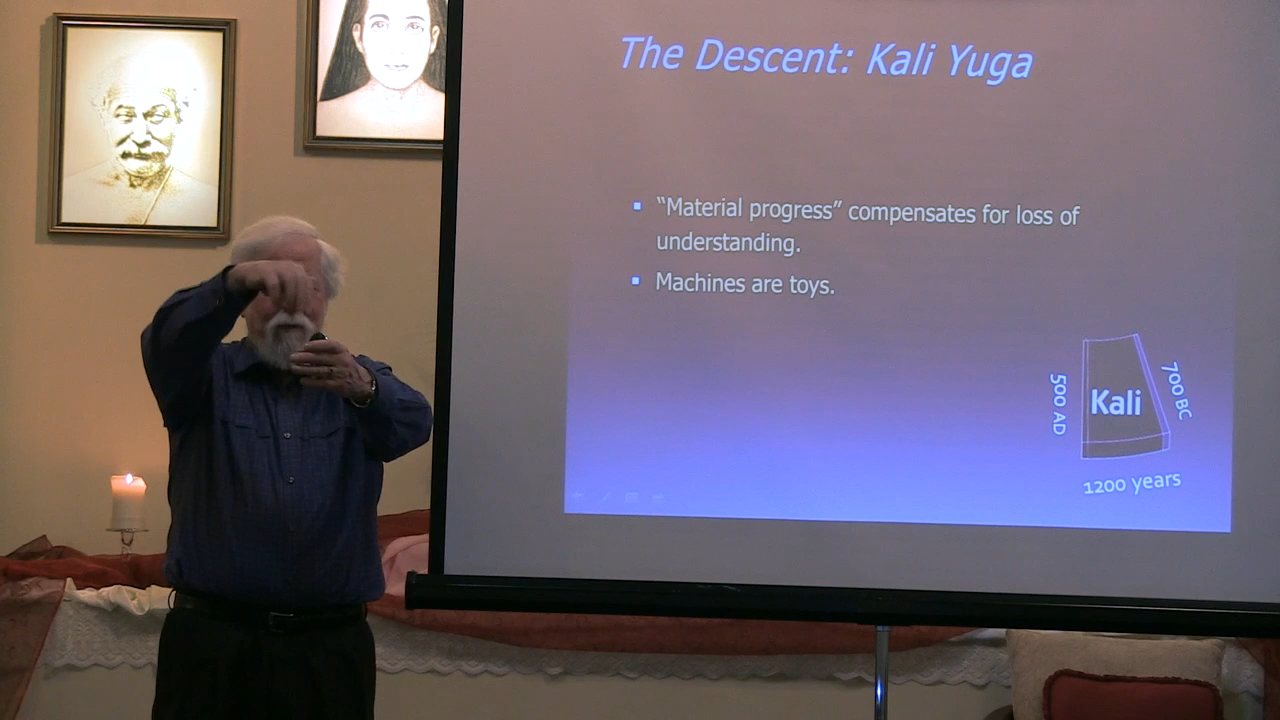 The Descent: Kali Yuga
“Material progress” compensates for loss of
understanding.
Machines are toys.
500 AD
Kali
700 BC
1200 years